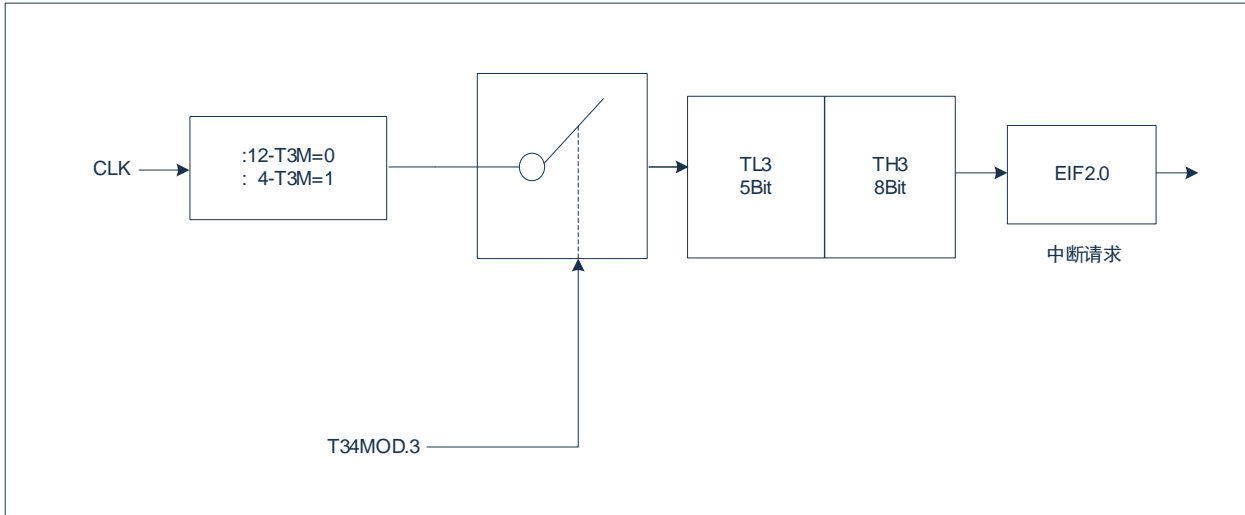 CLK
:12-T3M=0
: 4-T3M=1
TL3
5Bit
TH3
8Bit
EIF2.0
中断请求
T34MOD.3